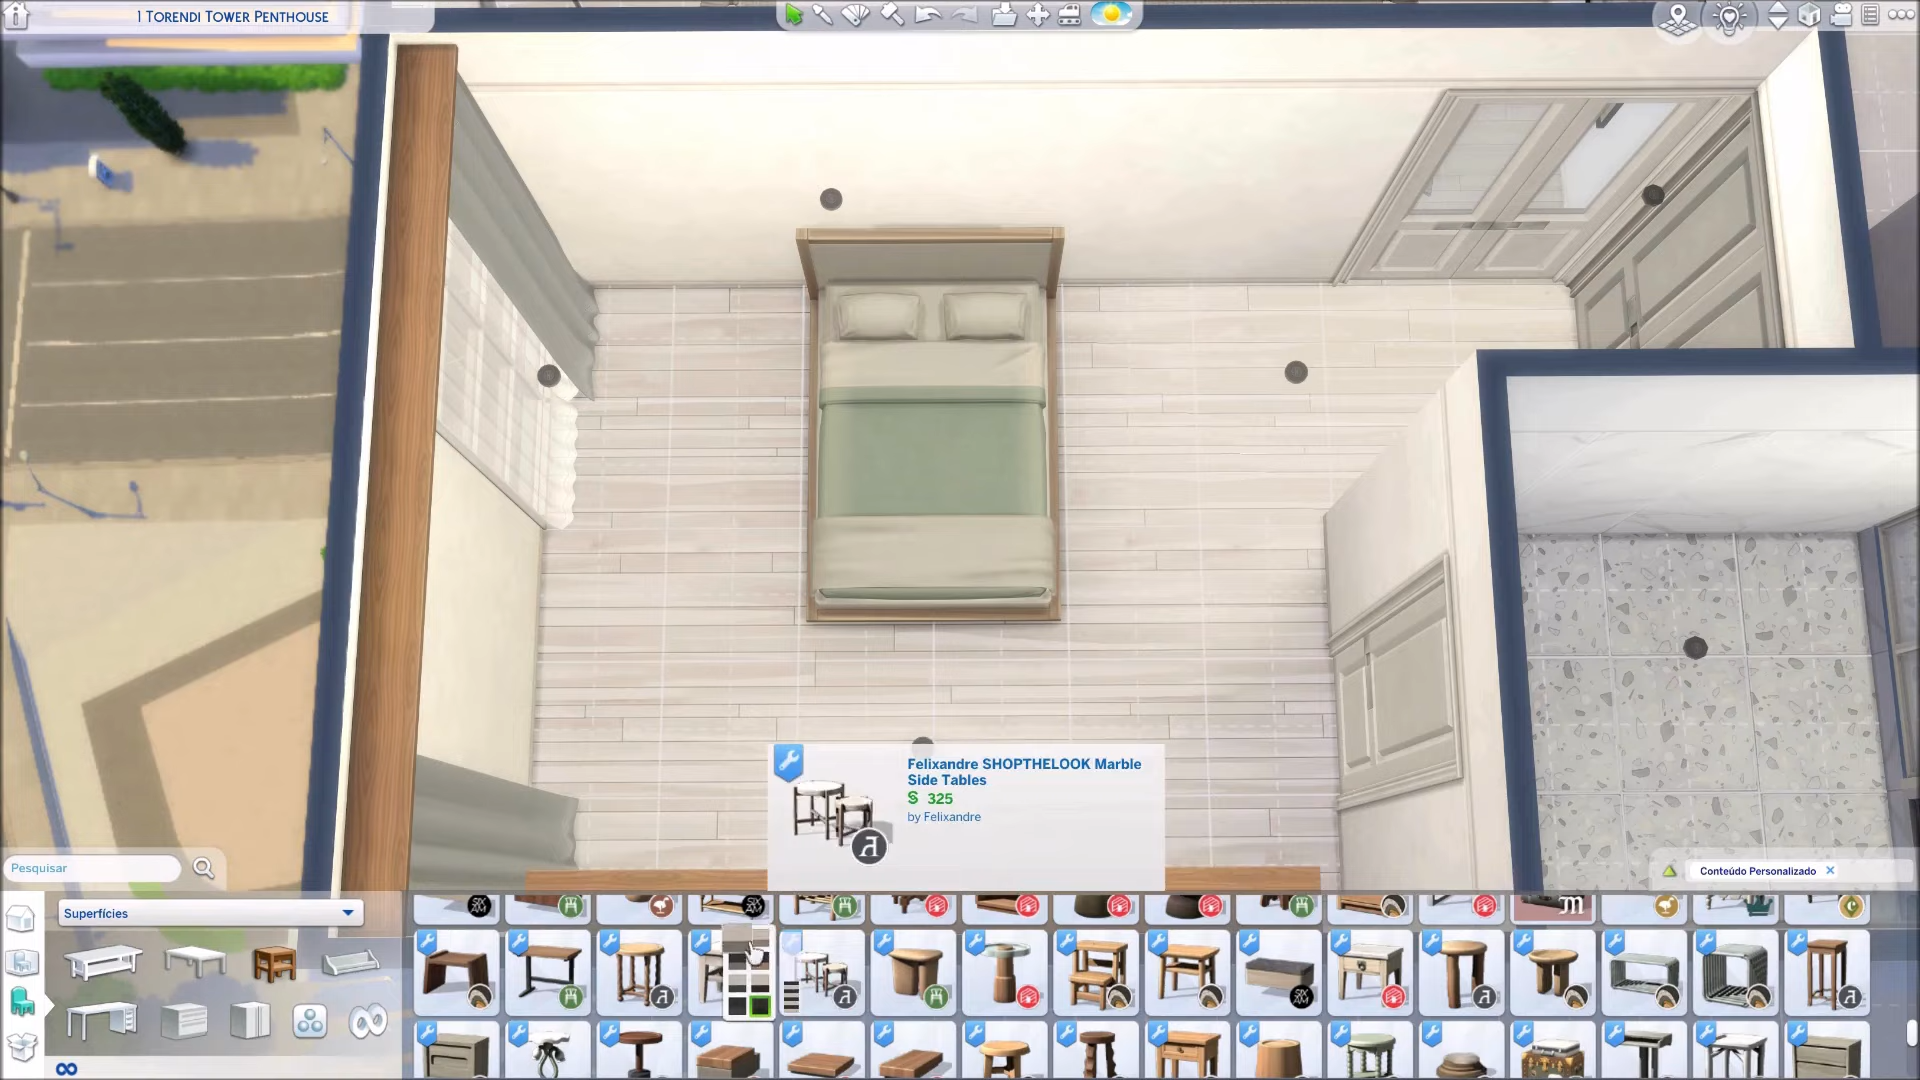 1 Torendi Tower Penthouse
Felixandre SHOPTHELOOK Marble
Side Tables
§ 325
by Felixandre
Pesquisar
Conteúdo Personalizado
Superfícies